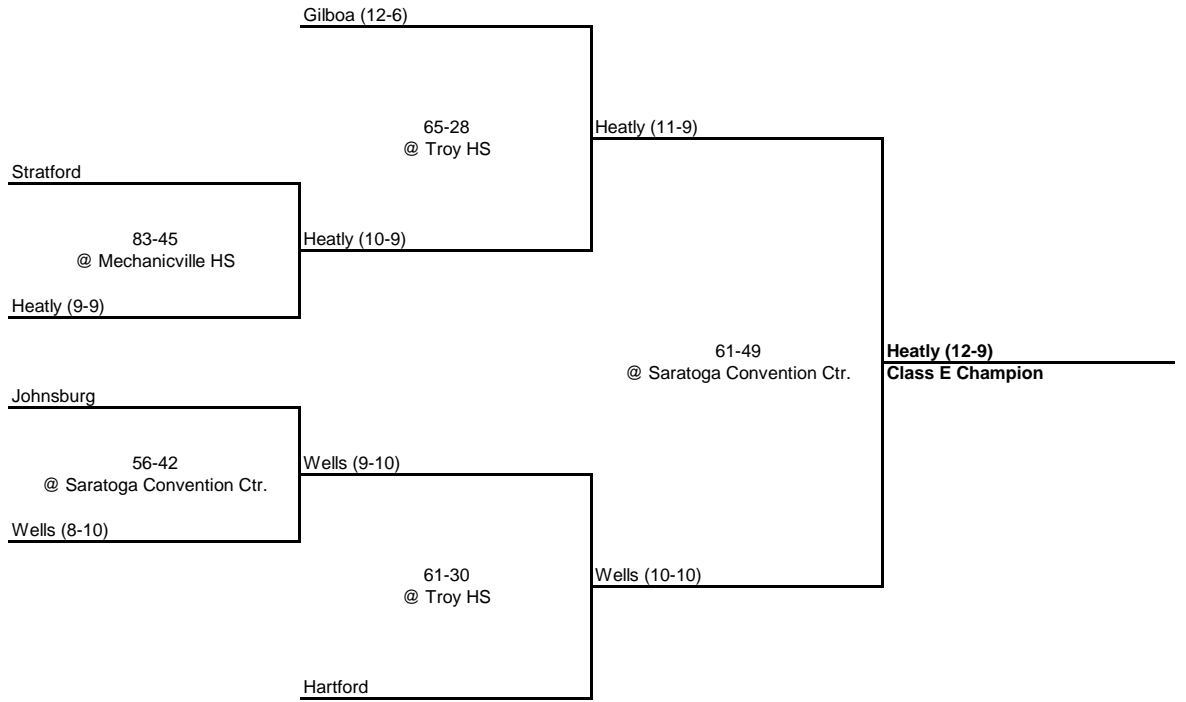 Gilboa (12-6)
65-28
@ Troy HS
Heatly (11-9)
Stratford
83-45
@ Mechanicville HS
Heatly (10-9)
Heatly (9-9)
61-49
@ Saratoga Convention Ctr.
Heatly (12-9)
Class E Champion
Johnsburg
56-42
@ Saratoga Convention Ctr.
Wells (9-10)
Wells (8-10)
61-30
@ Troy HS
Wells (10-10)
Hartford